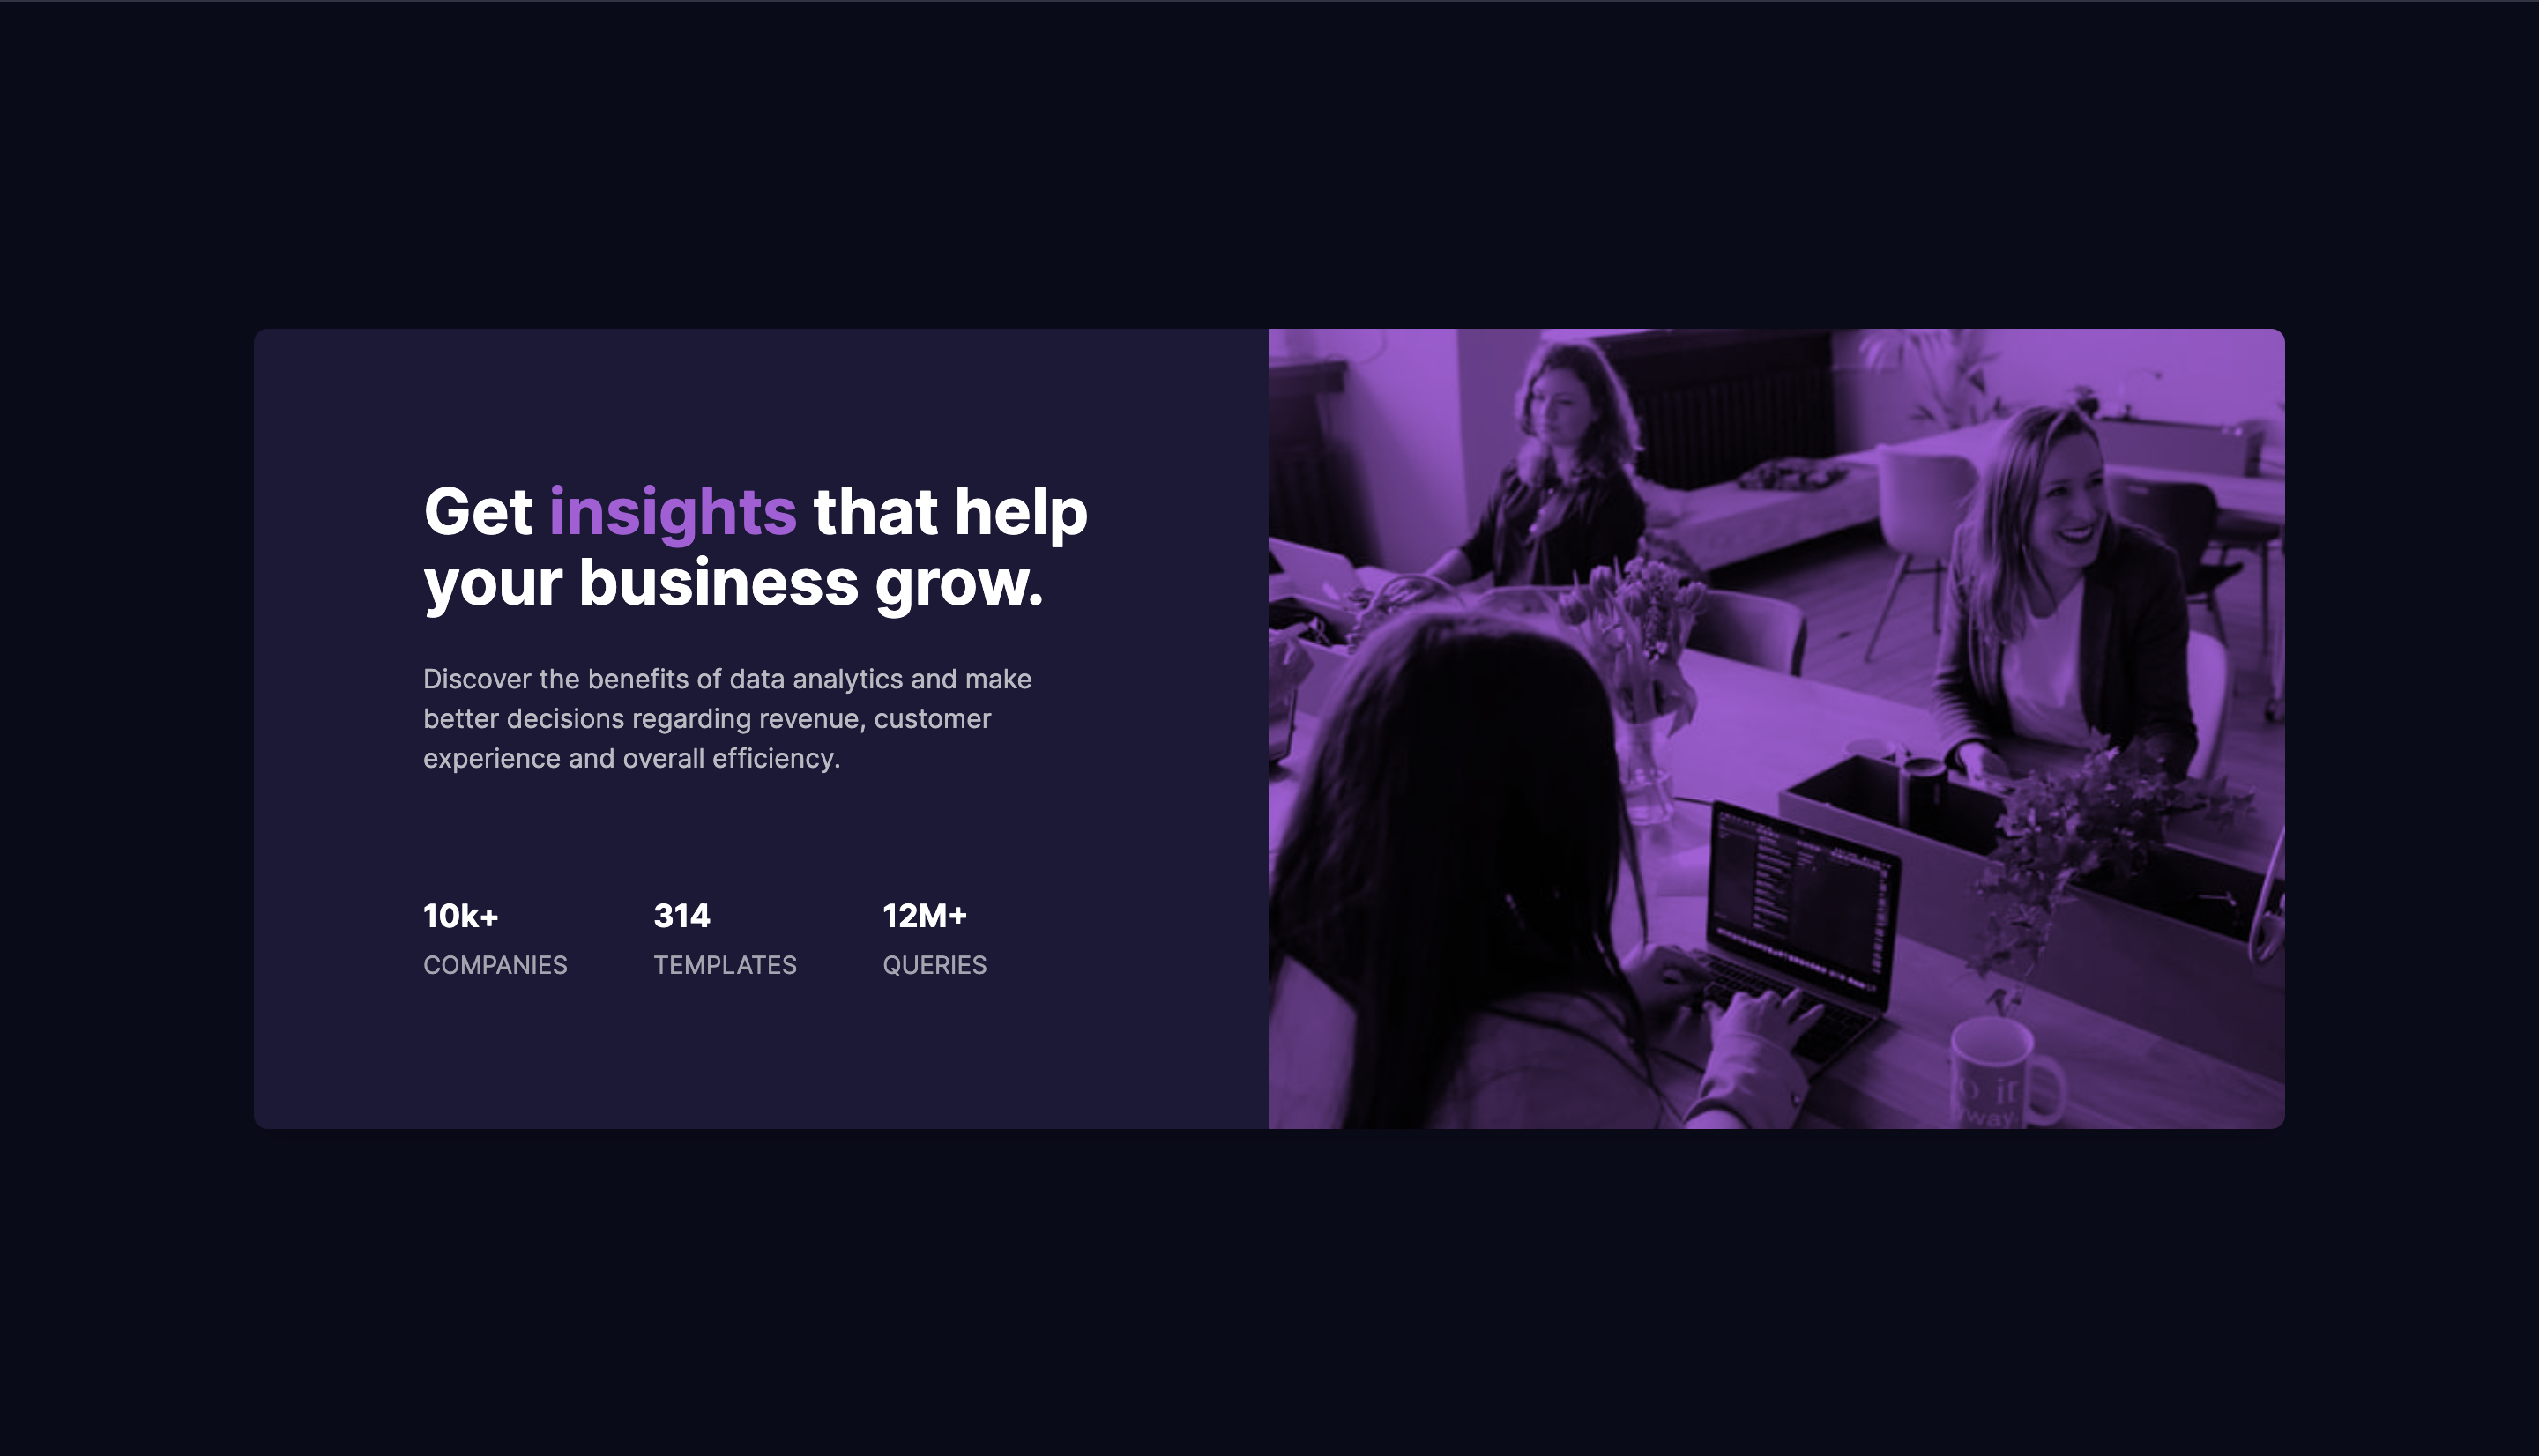 Get insights that help
your business grow.
Discover the benefits of data analytics and make
better decisions regarding revenue, customer
experience and overall efficiency.
10k+
COMPANIES
314
TEMPLATES
12M+
QUERIES